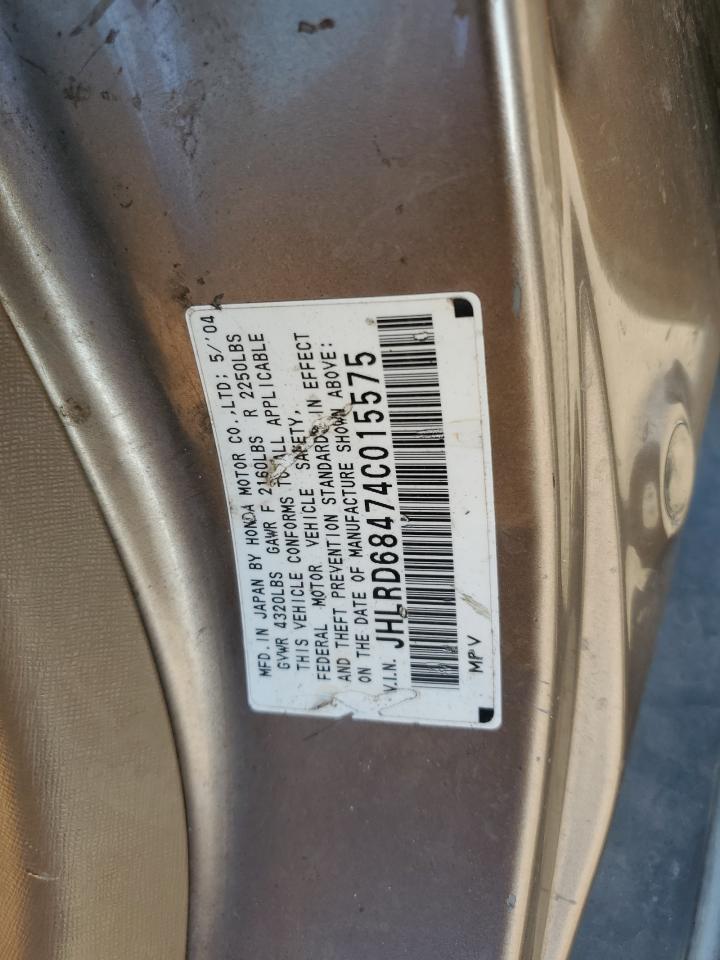 MFD. IN JAPAN BY HONDA MOTOR CO.,LTD: 5/'04
GVWR 4320LBS GAWR F 2160LBS R 2250LBS
THIS VEHICLE CONFORMS TO ALL APPLICABLE
FEDERAL MOTOR VEHICLE SAFETY,
AND THEFT PREVENTION STANDARDS IN EFFECT
ON THE DATE OF MANUFACTURE SHOWN ABOVE:
V.I.N. JHLRD68474C015575
MPV